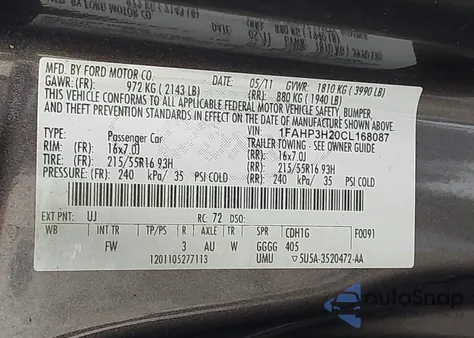 MFD. BY FORD MOTOR CO.
DATE: 05/11 GVWR: 1810 KG ( 3990 LB)
GAWR: (FR) 972 KG ( 2143 LB) (RR): 880 KG ( 1940 LB)
THIS VEHICLE CONFORMS TO ALL APPLICABLE FEDERAL MOTOR VEHICLE SAFETY, BUMPER,
AND THEFT PREVENTION STANDARDS IN EFFECT ON THE DATE OF MANUFACTURE SHOWN ABOVE.
VIN: 1FAHP3H20CL168087
TYPE: Passenger Car TRAILER TOWING - SEE OWNER GUIDE
RIM: (FR) 16x7.0J (RR): 16x7.0J
TIRE: (FR) 215/55R16 93H (RR): 215/55R16 93H
PRESSURE: (FR) 240 kPa/ 35 PSI COLD (RR): 240 kPa/ 35 PSI COLD
EXT PNT: UJ RC: 72 DSO: F0091
WB INT TR TP/PS R AXLE TR SPR CDH1G
FW 3 AU W GGGG 405
1201105277113 UMU 5U5A-3520472-AA
autoSnap